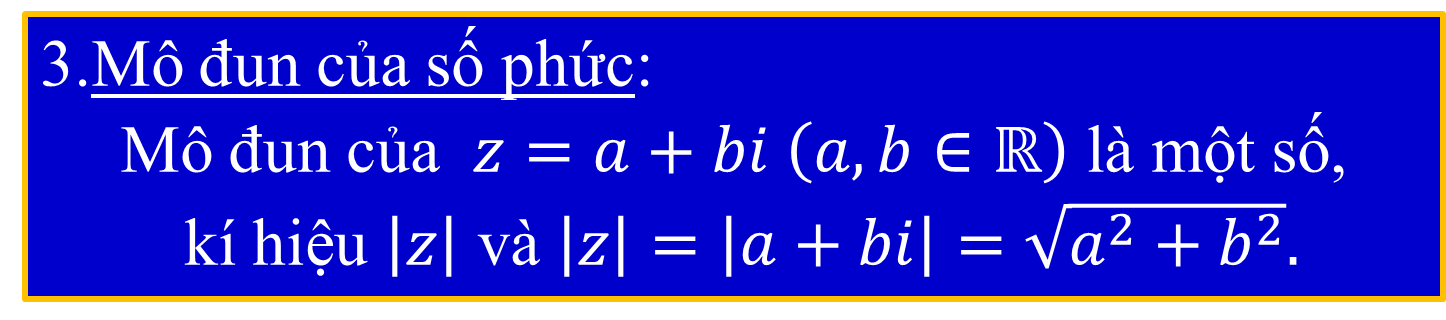 3.Mô đun của số phức:
Mô đun của z = a + bi (a, b ∈ ℝ) là một số,
kí hiệu |z| và |z| = |a + bi| = √(a² + b²).